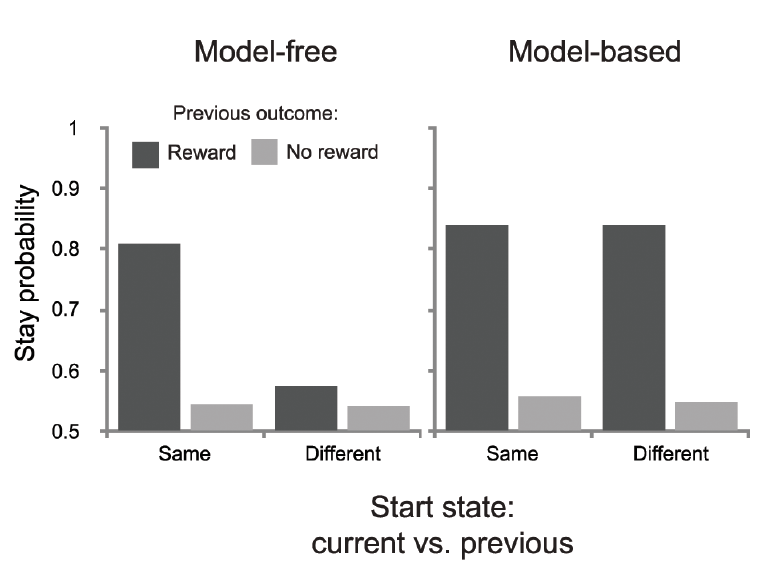 Model-free
Model-based
Previous outcome:
Reward
No reward
Stay probability
1
0.9
0.8
0.7
0.6
0.5
Same
Different
Same
Different
Start state:
current vs. previous